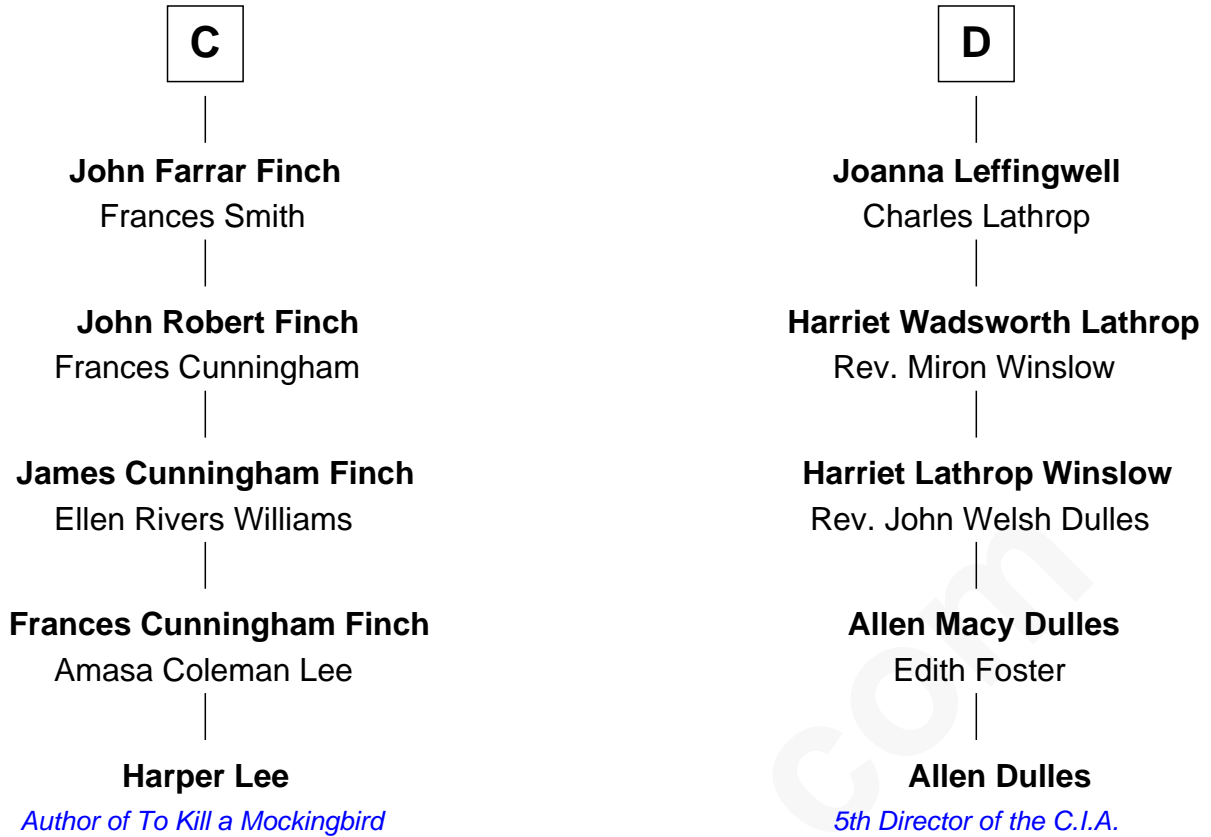 C
John Farrar Finch
Frances Smith
John Robert Finch
Frances Cunningham
James Cunningham Finch
Ellen Rivers Williams
Frances Cunningham Finch
Amasa Coleman Lee
Harper Lee
Author of To Kill a Mockingbird
D
Joanna Leffingwell
Charles Lathrop
Harriet Wadsworth Lathrop
Rev. Miron Winslow
Harriet Lathrop Winslow
Rev. John Welsh Dulles
Allen Macy Dulles
Edith Foster
Allen Dulles
5th Director of the C.I.A.
com